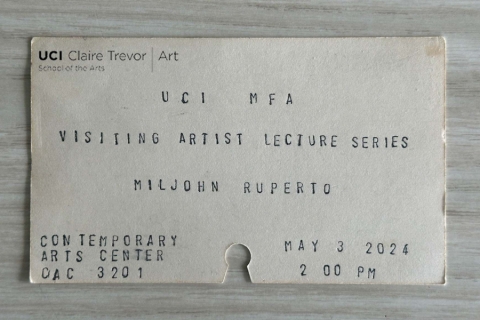 UCI Claire Trevor | Art
School of the Arts
UCI MFA
VISITING ARTIST LECTURE SERIES
MILJOHN RUPERTO
CONTEMPORARY
ARTS CENTER
OAC 3201
MAY 3 2024
2 00 PM